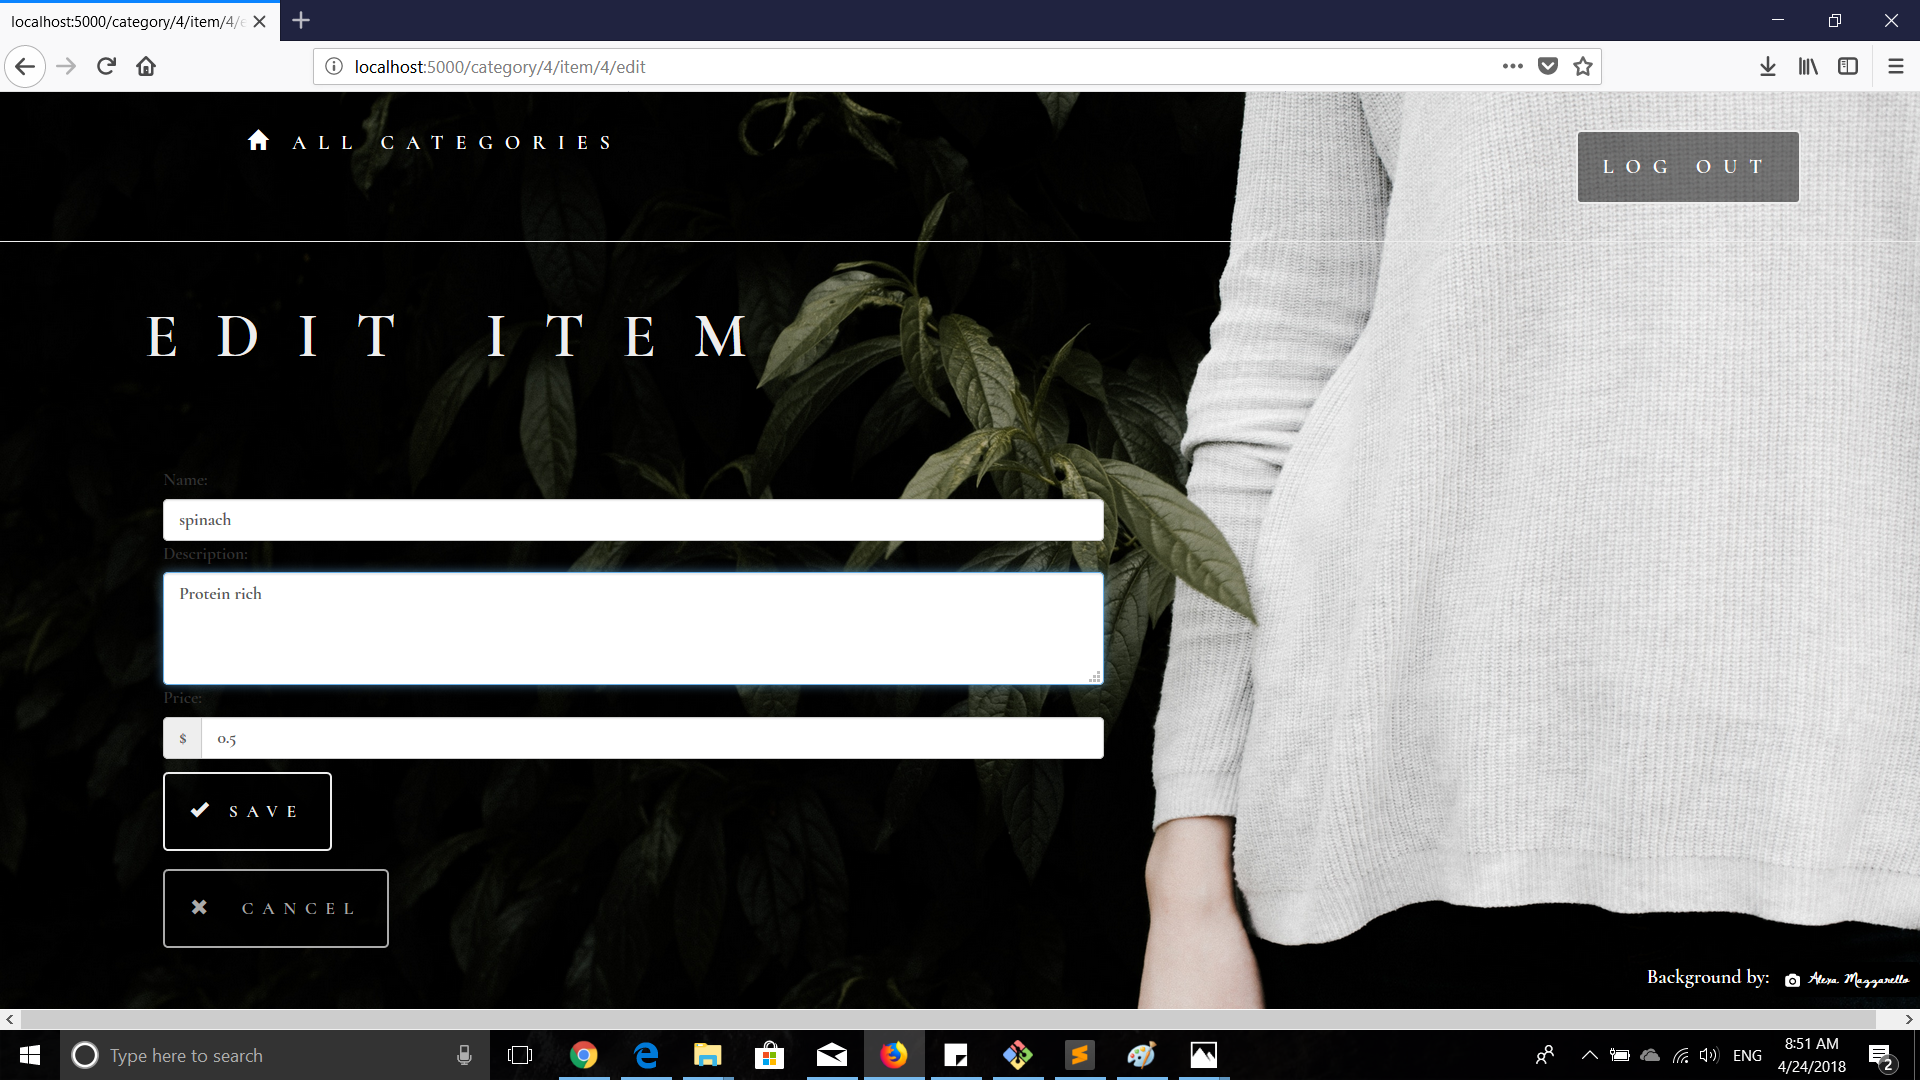 localhost:5000/category/4/item/4/e
localhost:5000/category/4/item/4/edit
ALL CATEGORIES
LOG OUT
EDIT ITEM
Name:
spinach
Description:
Protein rich
Price:
$ 0.5
SAVE
CANCEL
Background by: Alexa Mazzarello
Type here to search
ENG
8:51 AM
4/24/2018
2